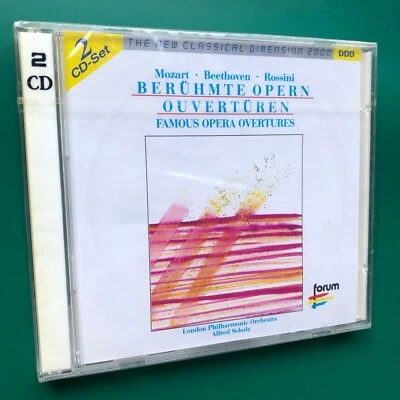 2
CD
2
CD-Set
THE NEW CLASSICAL DIMENSION 2000
DDD
Mozart · Beethoven · Rossini
BERÜHMTE OPERN
OUVERTÜREN
FAMOUS OPERA OVERTURES
forum
London Philharmonic Orchestra
Alfred Scholz